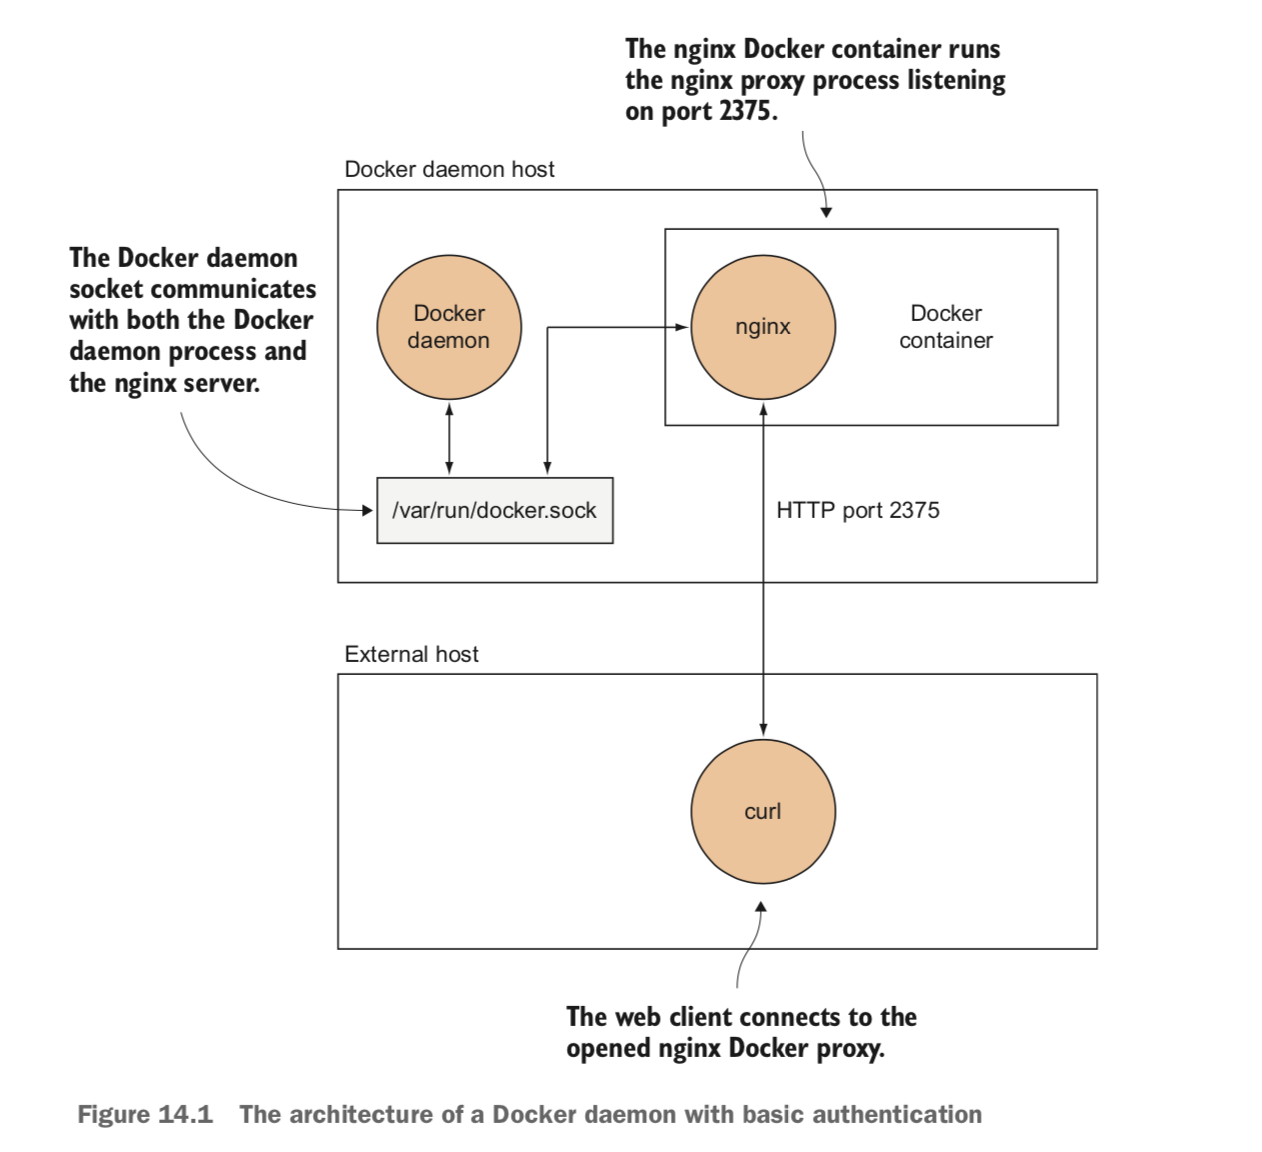 The nginx Docker container runs
the nginx proxy process listening
on port 2375.
Docker daemon host
The Docker daemon
socket communicates
with both the Docker
daemon process and
the nginx server.
Docker
daemon
nginx
Docker
container
/var/run/docker.sock
HTTP port 2375
External host
curl
The web client connects to the
opened nginx Docker proxy.
Figure 14.1 The architecture of a Docker daemon with basic authentication